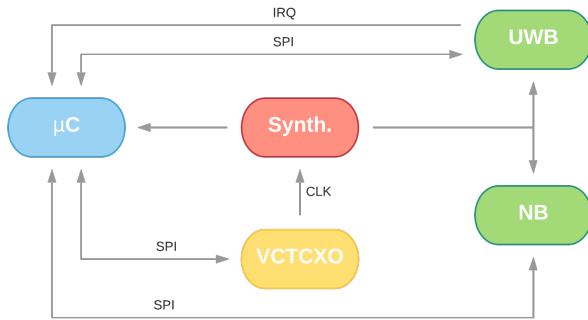 IRQ
UWB
SPI
µC
Synth.
CLK
NB
SPI
VCTCXO
SPI